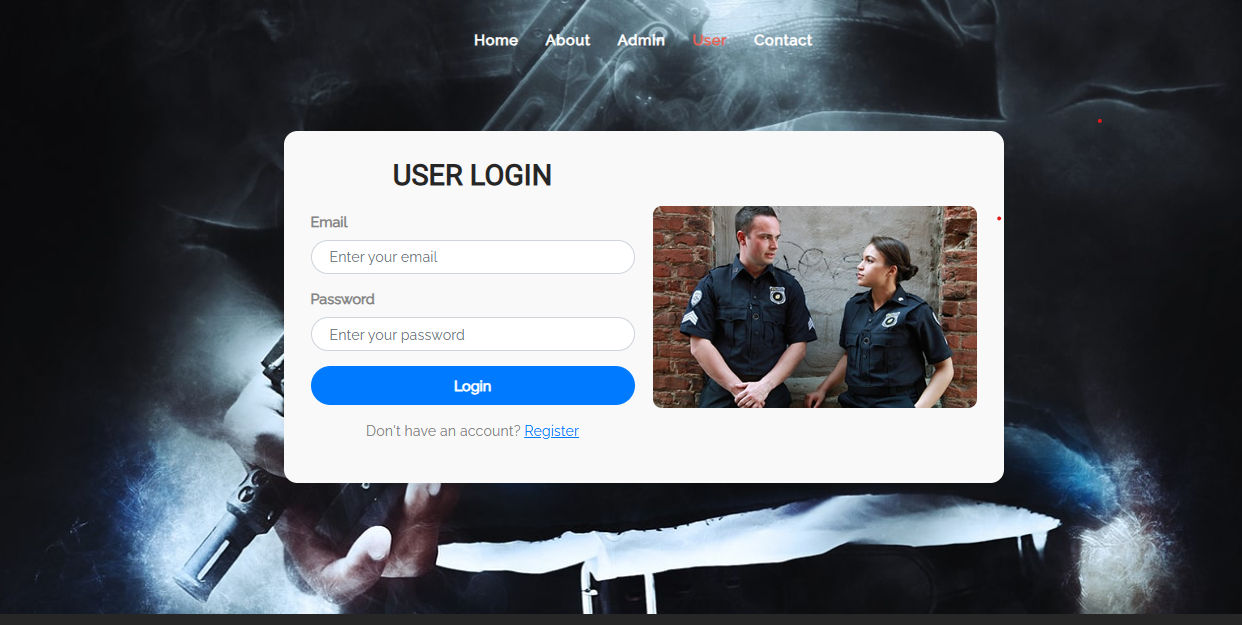 Home About Admin User Contact
USER LOGIN
Email
Enter your email
Password
Enter your password
Login
Don't have an account? Register